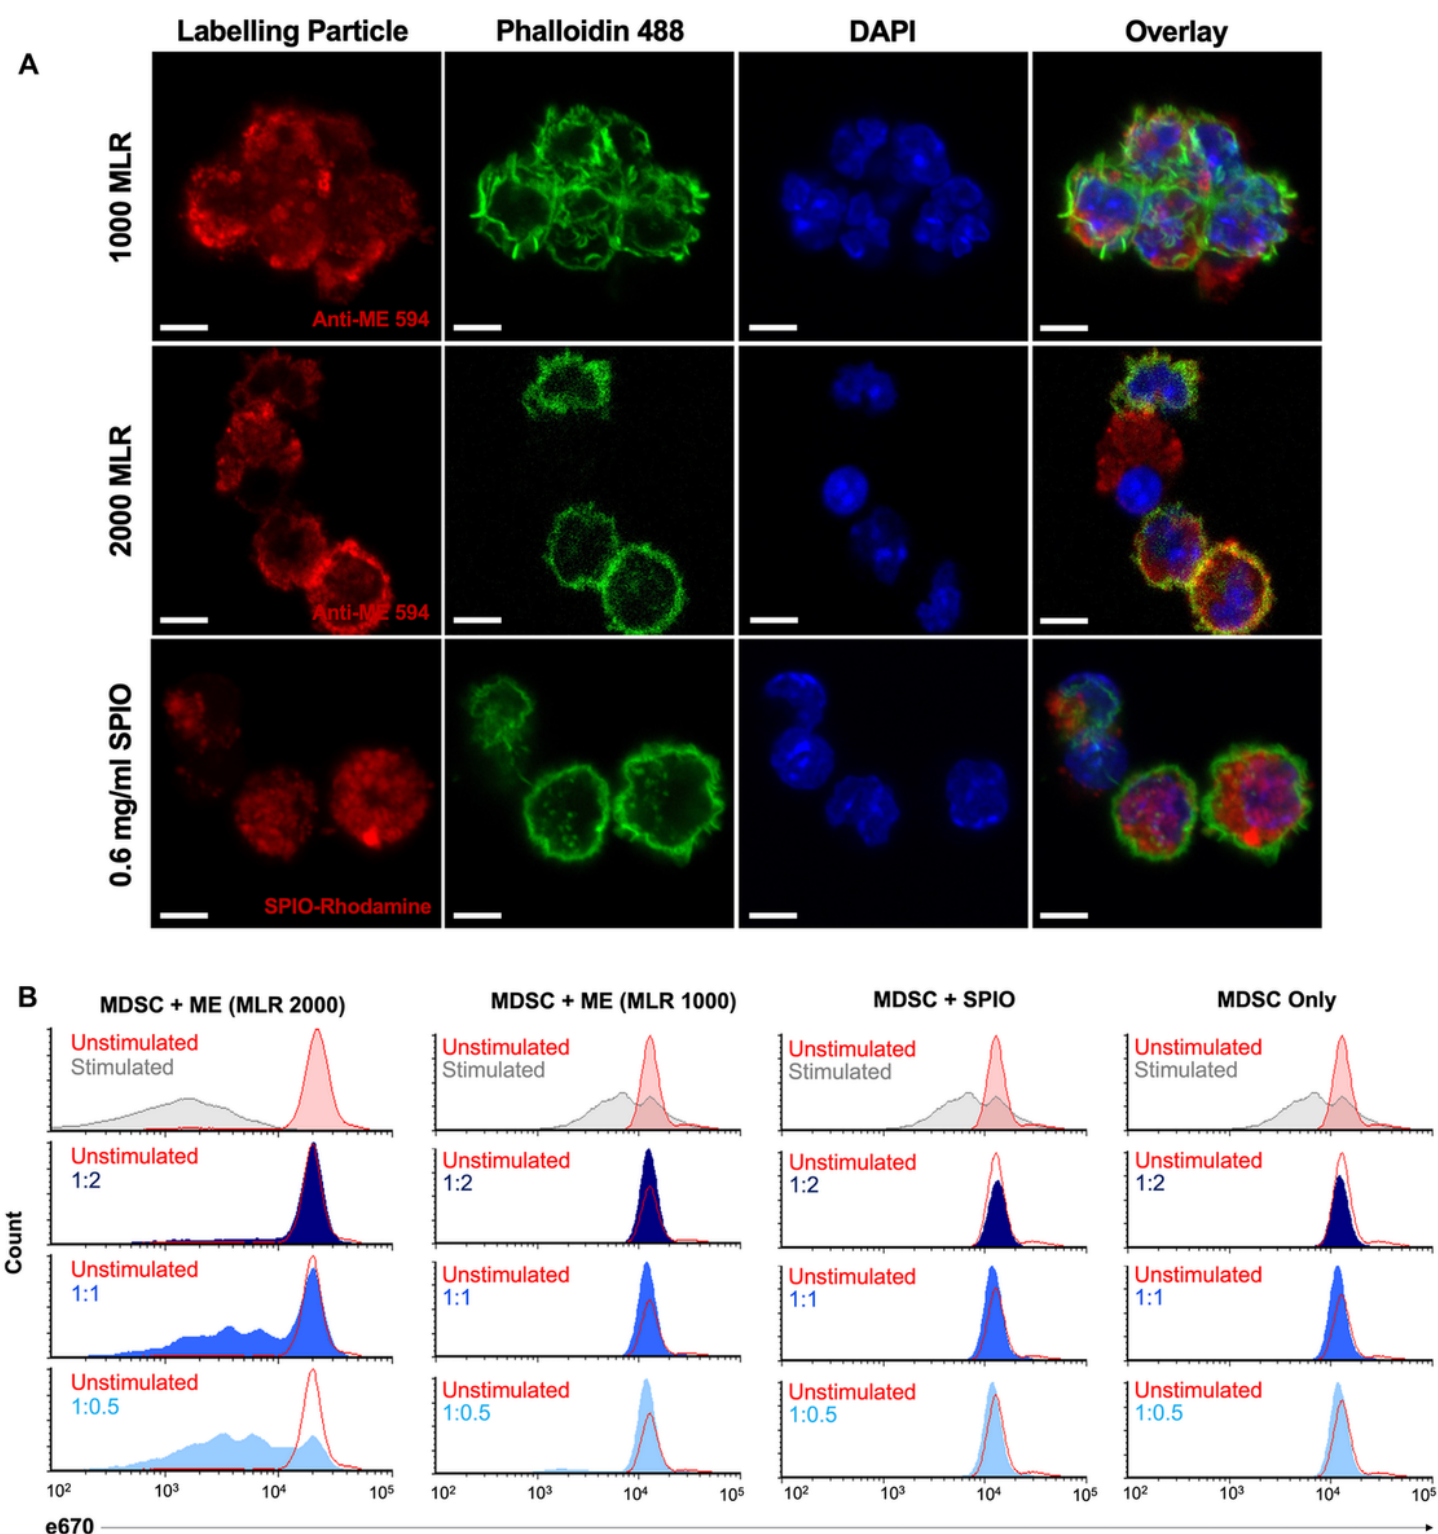 Labelling Particle Phalloidin 488 DAPI Overlay
A
1000 MLR
Anti-ME 594
2000 MLR
Anti-ME 594
0.6 mg/ml SPIO
SPIO-Rhodamine
B
MDSC + ME (MLR 2000) MDSC + ME (MLR 1000) MDSC + SPIO MDSC Only
Unstimulated Unstimulated Unstimulated Unstimulated
Stimulated Stimulated Stimulated Stimulated
Unstimulated Unstimulated Unstimulated Unstimulated
1:2 1:2 1:2 1:2
Count
Unstimulated Unstimulated Unstimulated Unstimulated
1:1 1:1 1:1 1:1
Unstimulated Unstimulated Unstimulated Unstimulated
1:0.5 1:0.5 1:0.5 1:0.5
10² 10³ 10⁴ 10⁵ 10² 10³ 10⁴ 10⁵ 10² 10³ 10⁴ 10⁵ 10² 10³ 10⁴ 10⁵
e670